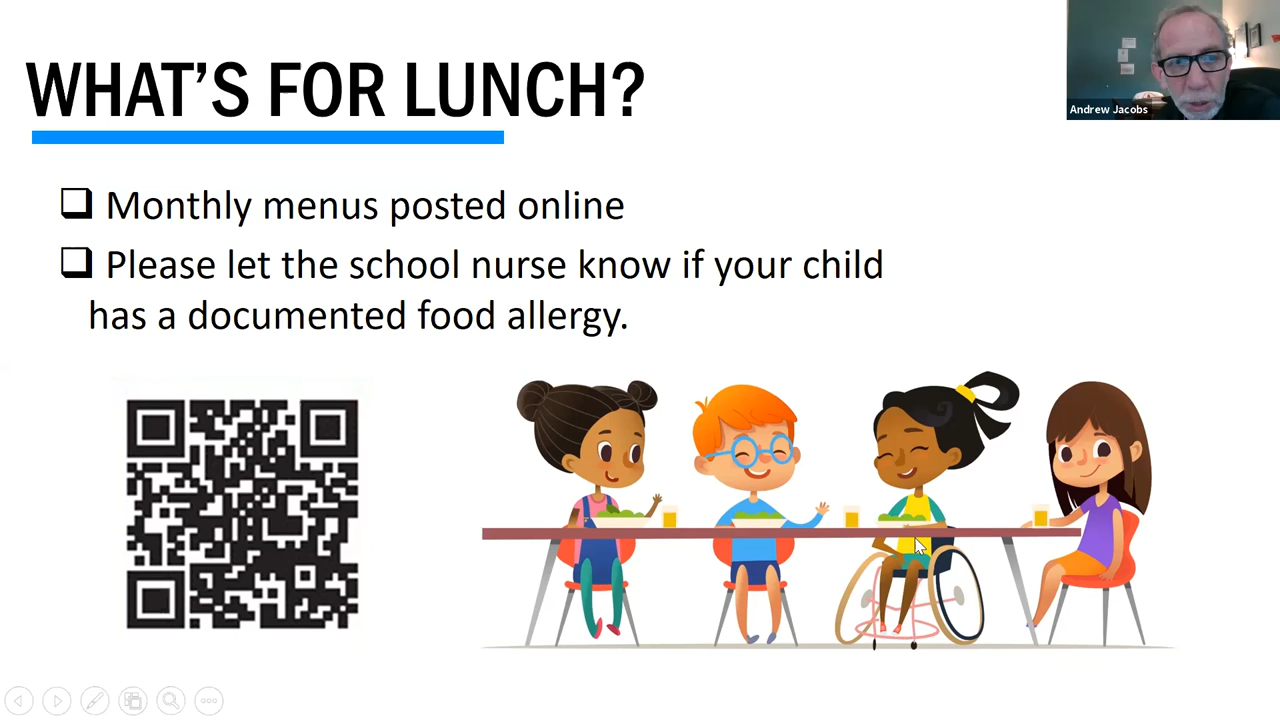 WHAT'S FOR LUNCH?
Andrew Jacobs
❑ Monthly menus posted online
❑ Please let the school nurse know if your child
has a documented food allergy.